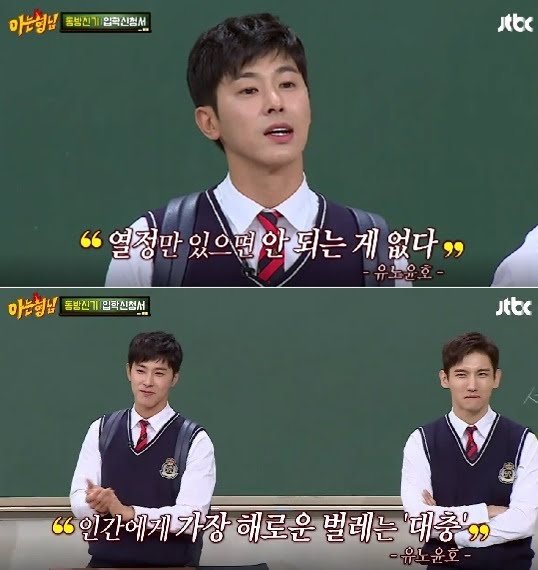 아는형님
동방신기 입학신청서
jtbc
"열정만 있으면 안 되는 게 없다"
- 유노윤호 -
아는형님
동방신기 입학신청서
jtbc
"인간에게 가장 해로운 벌레는 '대충'"
- 유노윤호 -